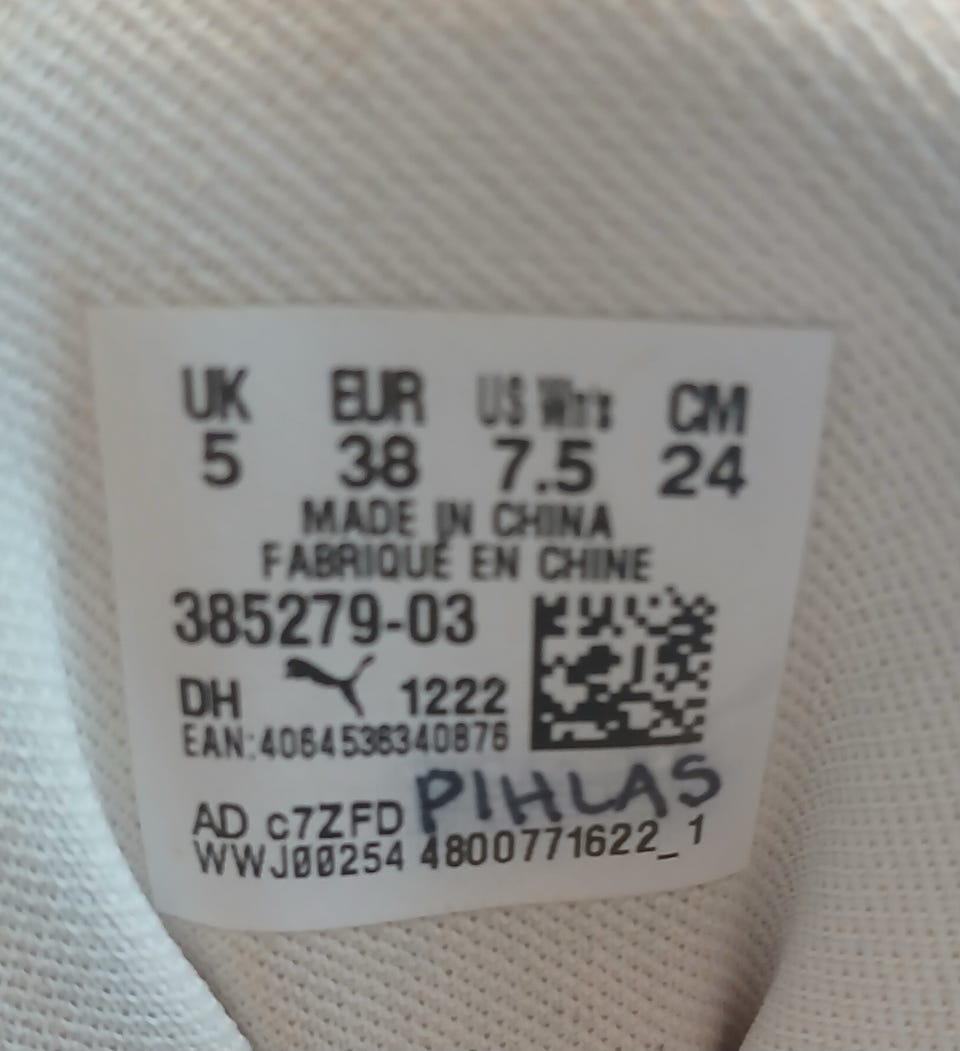 UK EUR US Wn's CM
5 38 7.5 24
MADE IN CHINA
FABRIQUÉ EN CHINE
385279-03
DH 1222
EAN:4064536340876
AD c7ZFD PIHLAS
WWJ00254 4800771622_1